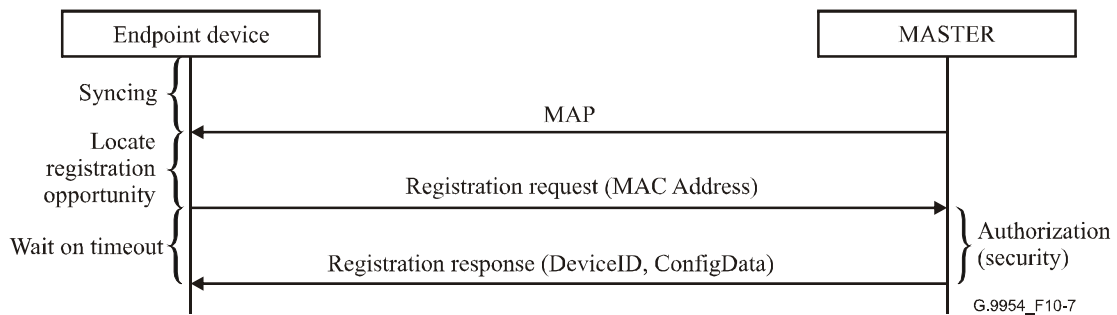 Endpoint device
MASTER
Syncing
MAP
Locate
registration
opportunity
Registration request (MAC Address)
Wait on timeout
Authorization
(security)
Registration response (DeviceID, ConfigData)
G.9954_F10-7